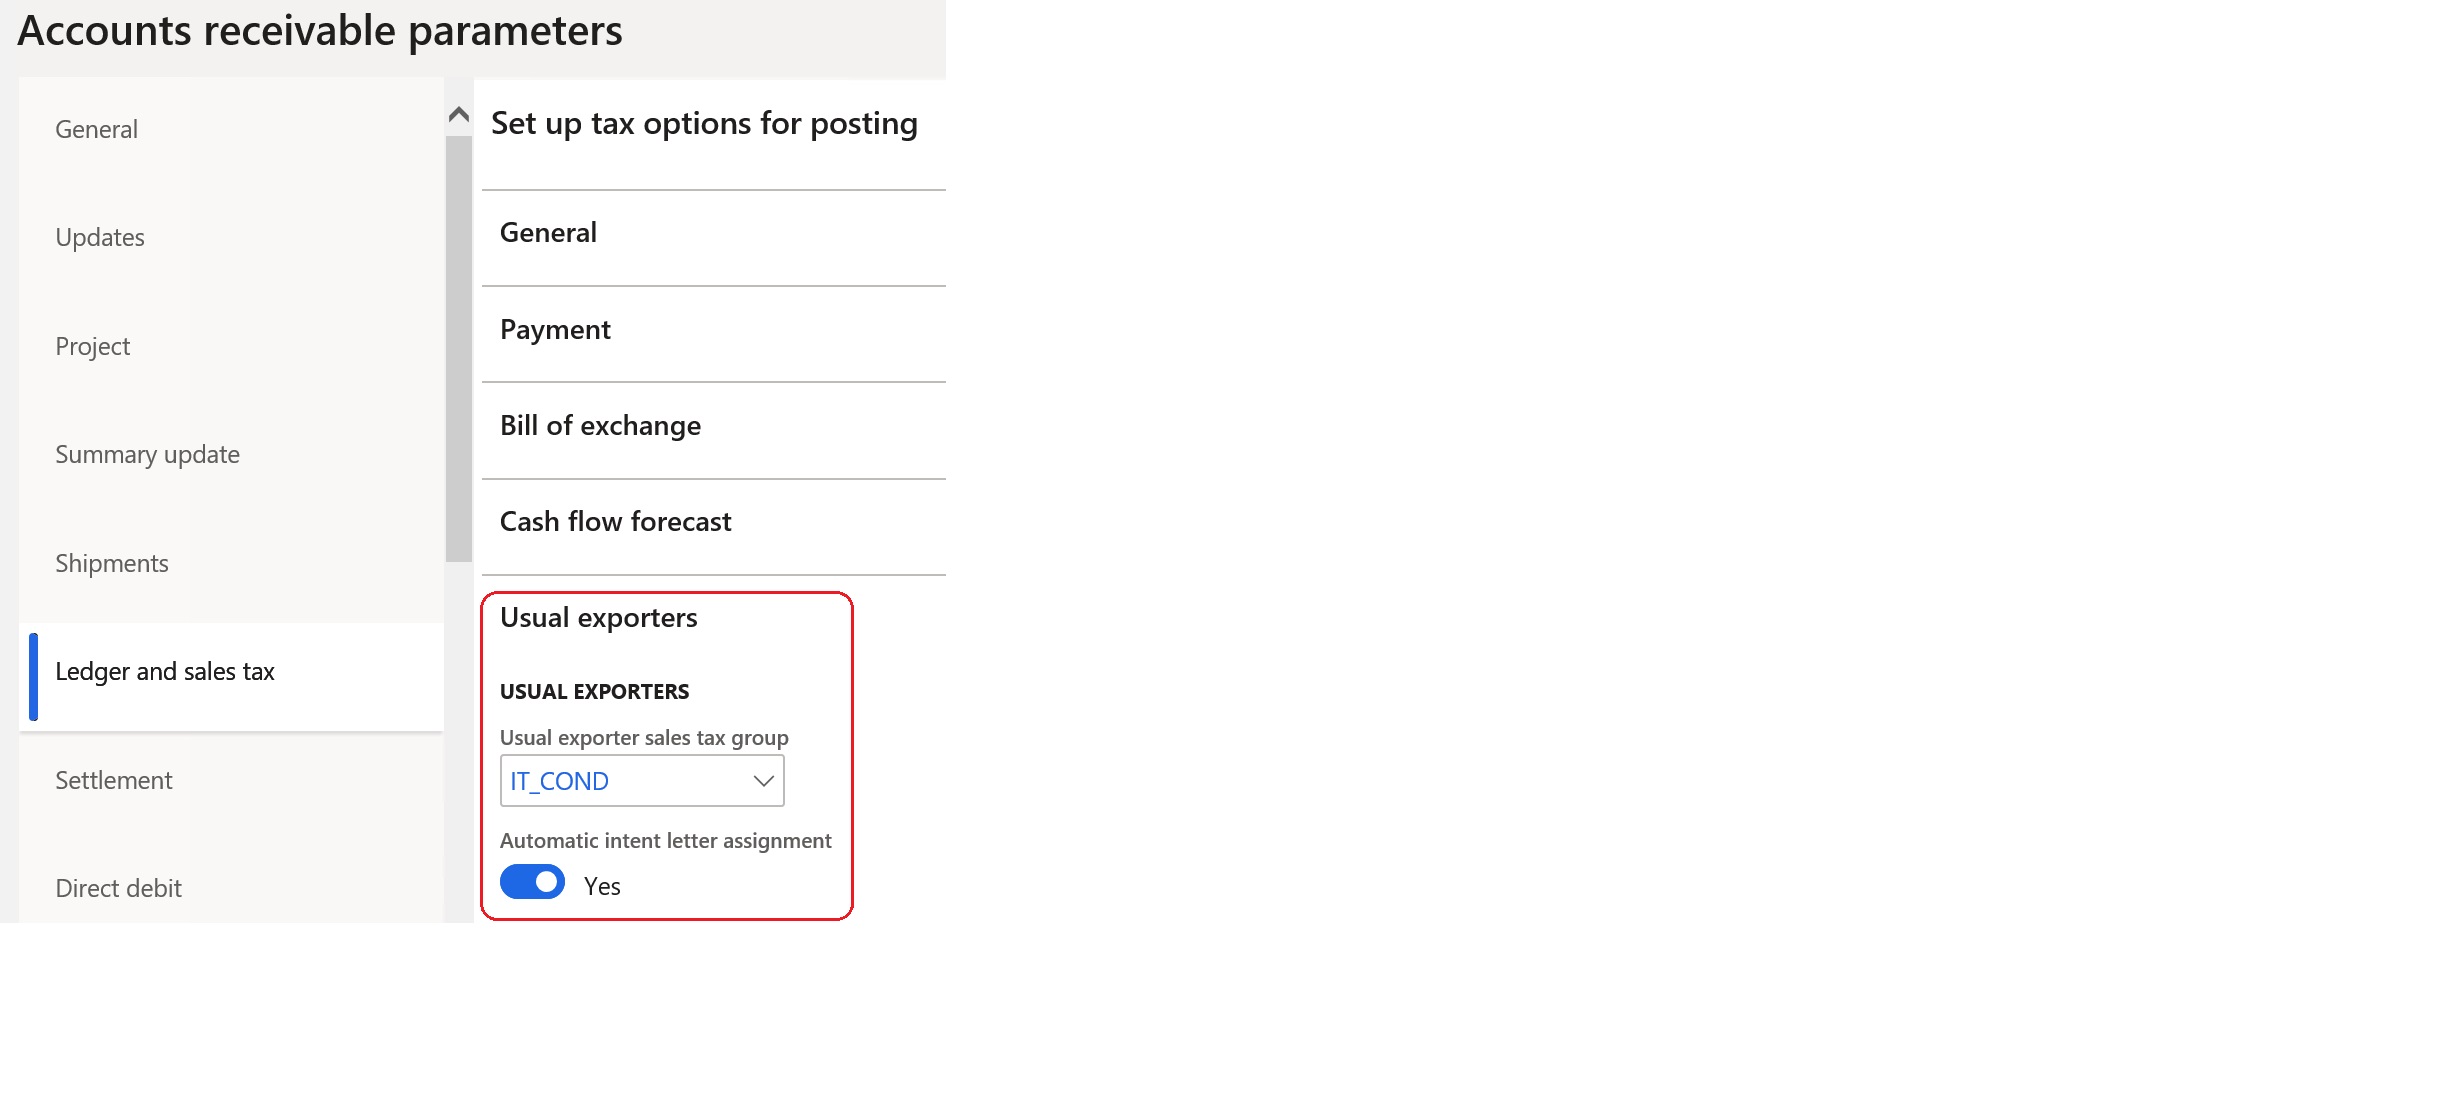 Accounts receivable parameters
General
Updates
Project
Summary update
Shipments
Ledger and sales tax
Settlement
Direct debit
Set up tax options for posting
General
Payment
Bill of exchange
Cash flow forecast
Usual exporters
USUAL EXPORTERS
Usual exporter sales tax group
IT_COND
Automatic intent letter assignment
Yes